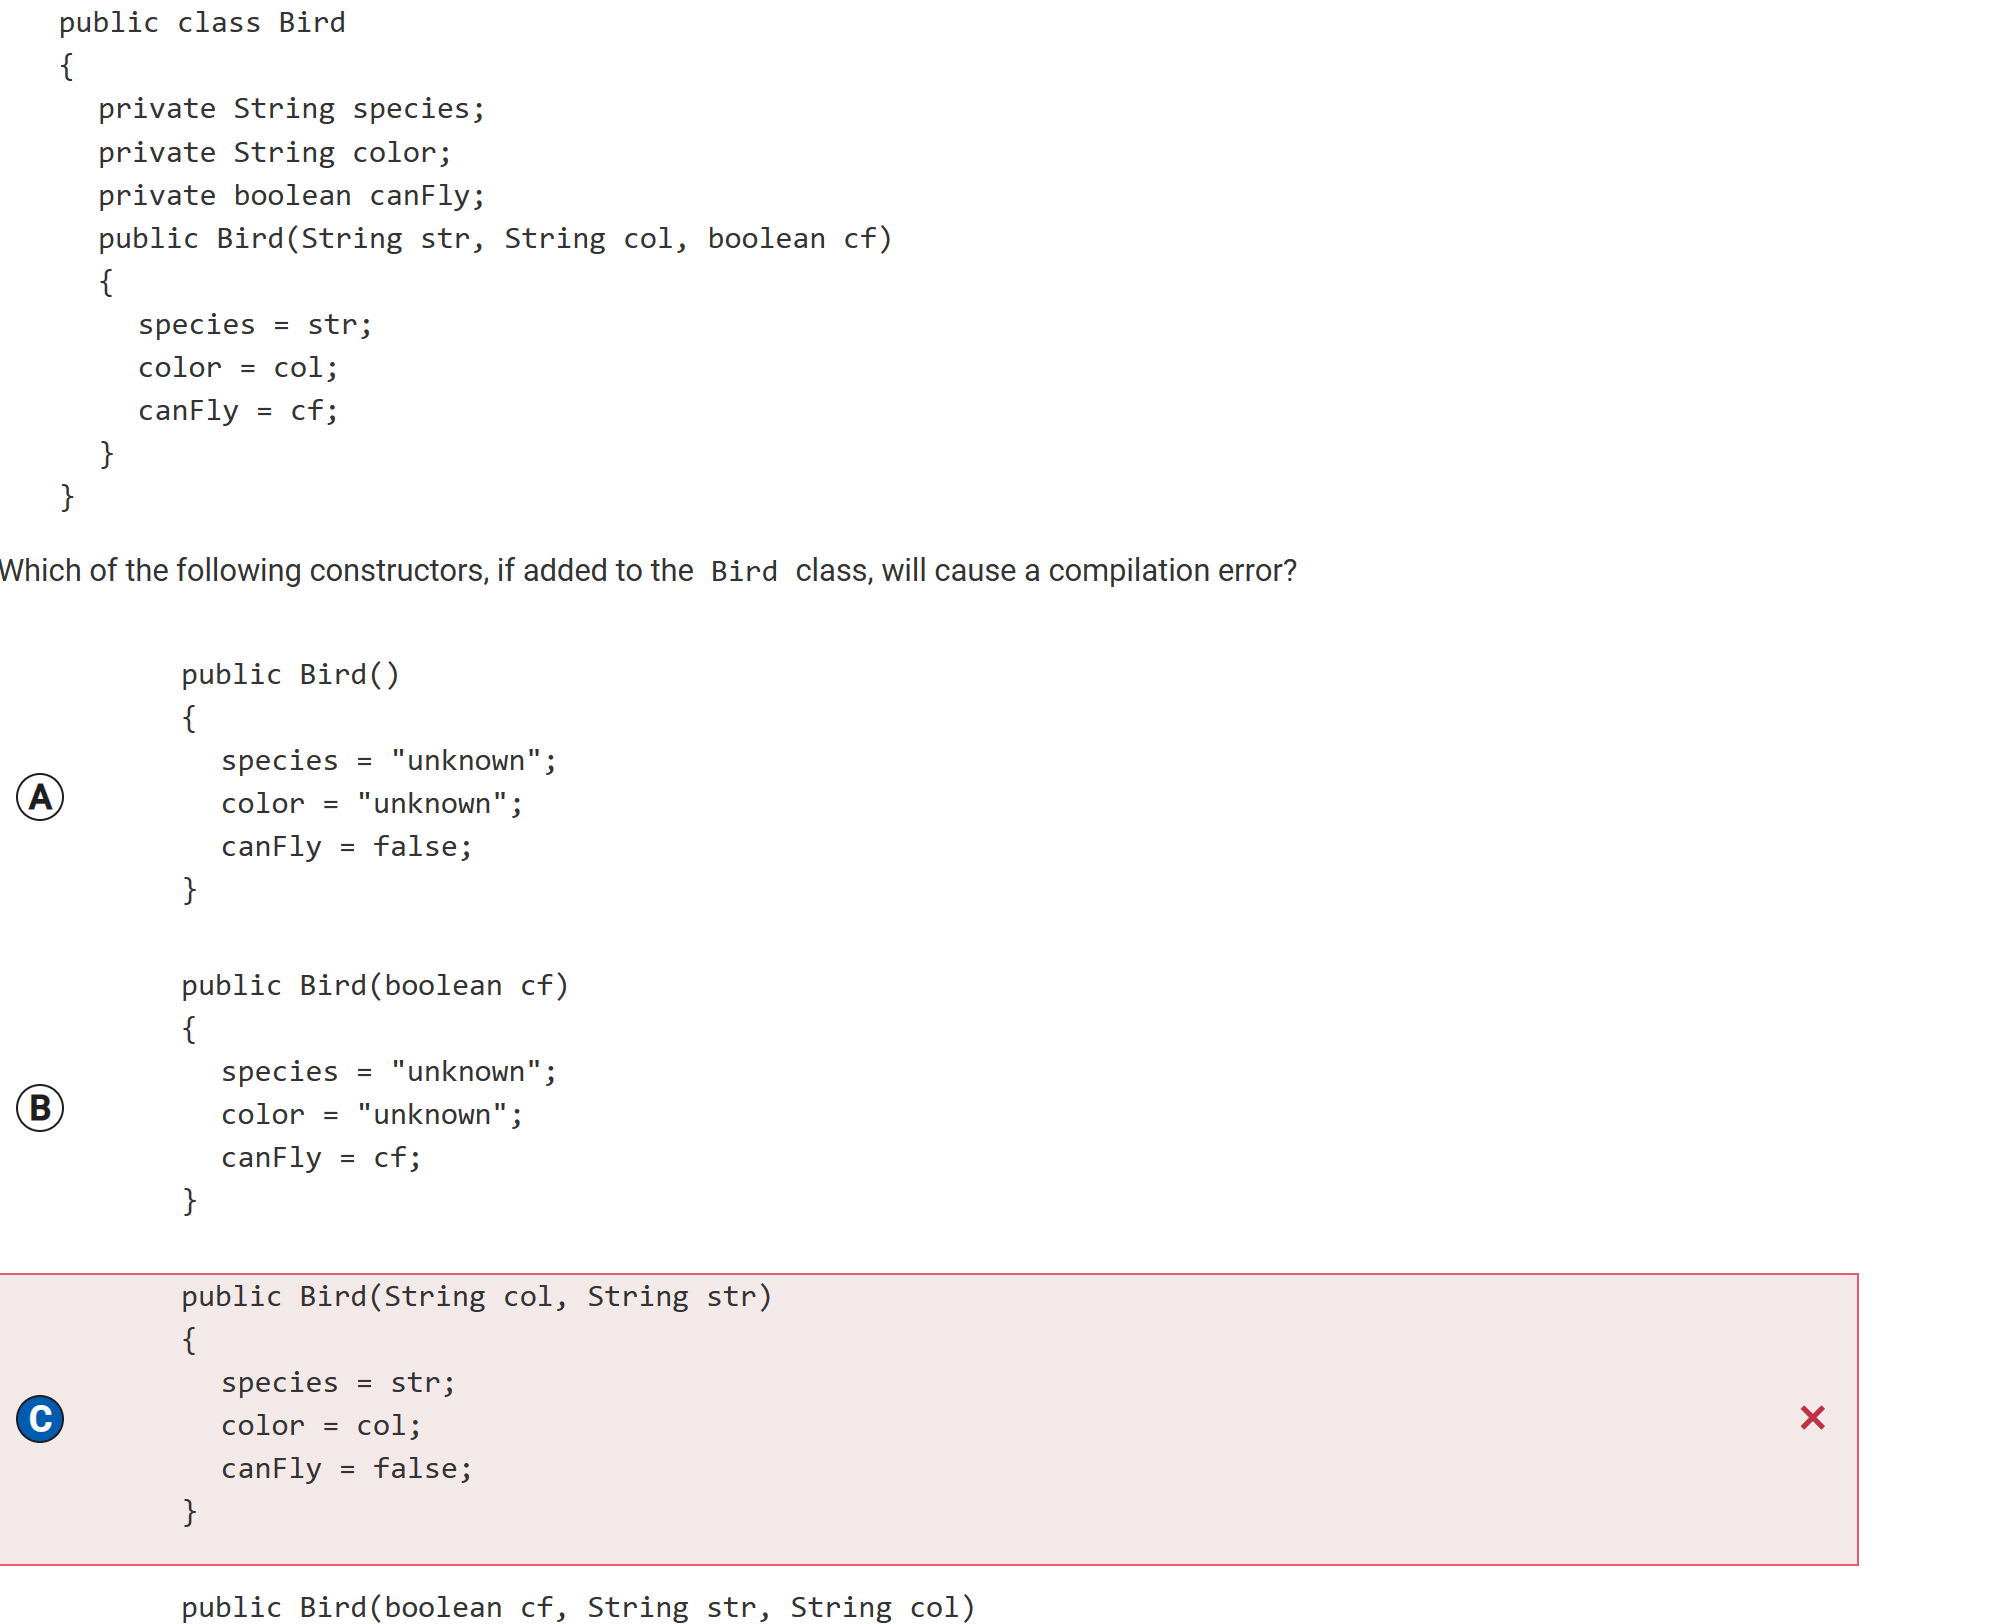 public class Bird
{
private String species;
private String color;
private boolean canFly;
public Bird(String str, String col, boolean cf)
{
species = str;
color = col;
canFly = cf;
}
}
Which of the following constructors, if added to the Bird class, will cause a compilation error?
public Bird()
{
species = "unknown";
color = "unknown";
canFly = false;
}
A
public Bird(boolean cf)
{
species = "unknown";
color = "unknown";
canFly = cf;
}
B
public Bird(String col, String str)
{
species = str;
color = col;
canFly = false;
}
C
public Bird(boolean cf, String str, String col)